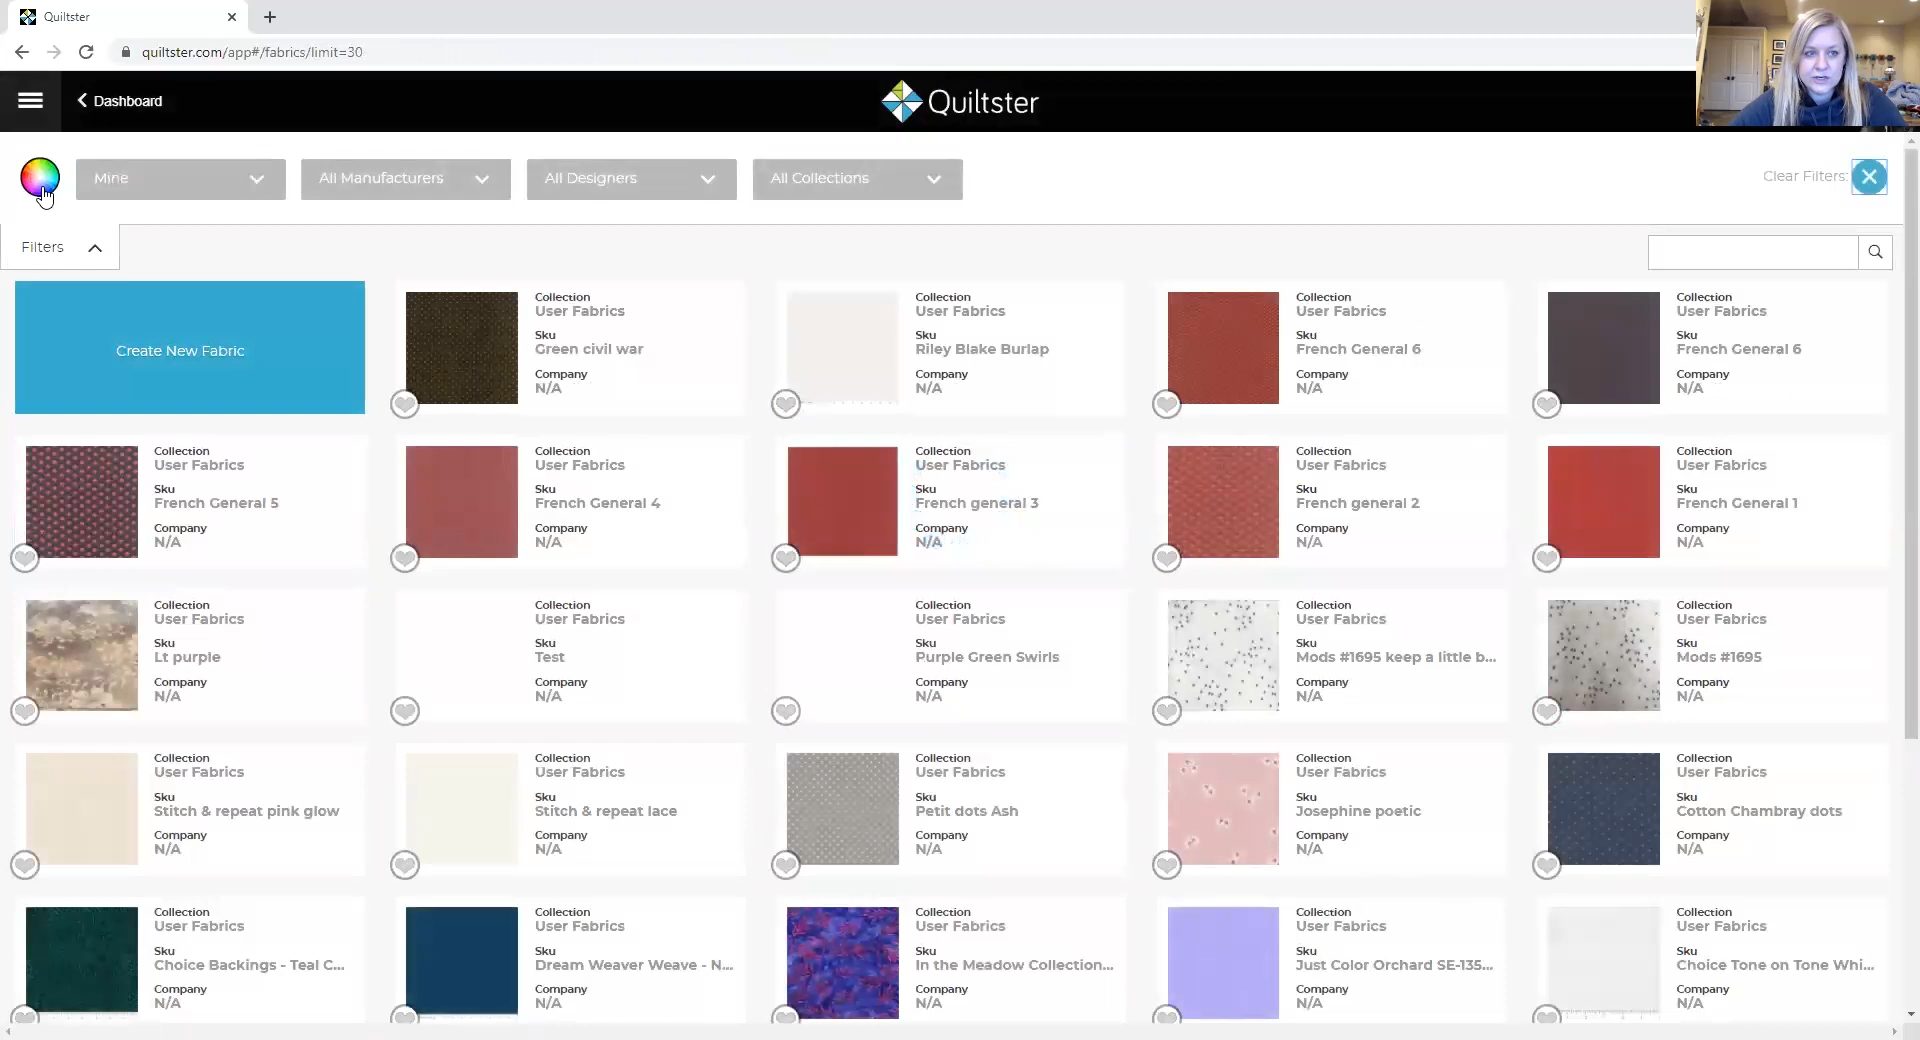 Quiltster
quiltster.com/app#/fabrics/limit=30
Dashboard
Quiltster
Mine
All Manufacturers
All Designers
All Collections
Clear Filters:
Filters
Create New Fabric
Collection
User Fabrics
Sku
Green civil war
Company
N/A
Collection
User Fabrics
Sku
Riley Blake Burlap
Company
N/A
Collection
User Fabrics
Sku
French General 6
Company
N/A
Collection
User Fabrics
Sku
French General 6
Company
N/A
Collection
User Fabrics
Sku
French General 5
Company
N/A
Collection
User Fabrics
Sku
French General 4
Company
N/A
Collection
User Fabrics
Sku
French general 3
Company
N/A
Collection
User Fabrics
Sku
French general 2
Company
N/A
Collection
User Fabrics
Sku
French General 1
Company
N/A
Collection
User Fabrics
Sku
Lt purple
Company
N/A
Collection
User Fabrics
Sku
Test
Company
N/A
Collection
User Fabrics
Sku
Purple Green Swirls
Company
N/A
Collection
User Fabrics
Sku
Mods #1695 keep a little b...
Company
N/A
Collection
User Fabrics
Sku
Mods #1695
Company
N/A
Collection
User Fabrics
Sku
Stitch & repeat pink glow
Company
N/A
Collection
User Fabrics
Sku
Stitch & repeat lace
Company
N/A
Collection
User Fabrics
Sku
Petit dots Ash
Company
N/A
Collection
User Fabrics
Sku
Josephine poetic
Company
N/A
Collection
User Fabrics
Sku
Cotton Chambray dots
Company
N/A
Collection
User Fabrics
Sku
Choice Backings - Teal C...
Company
N/A
Collection
User Fabrics
Sku
Dream Weaver Weave - N...
Company
N/A
Collection
User Fabrics
Sku
In the Meadow Collection...
Company
N/A
Collection
User Fabrics
Sku
Just Color Orchard SE-135...
Company
N/A
Collection
User Fabrics
Sku
Choice Tone on Tone Whi...
Company
N/A